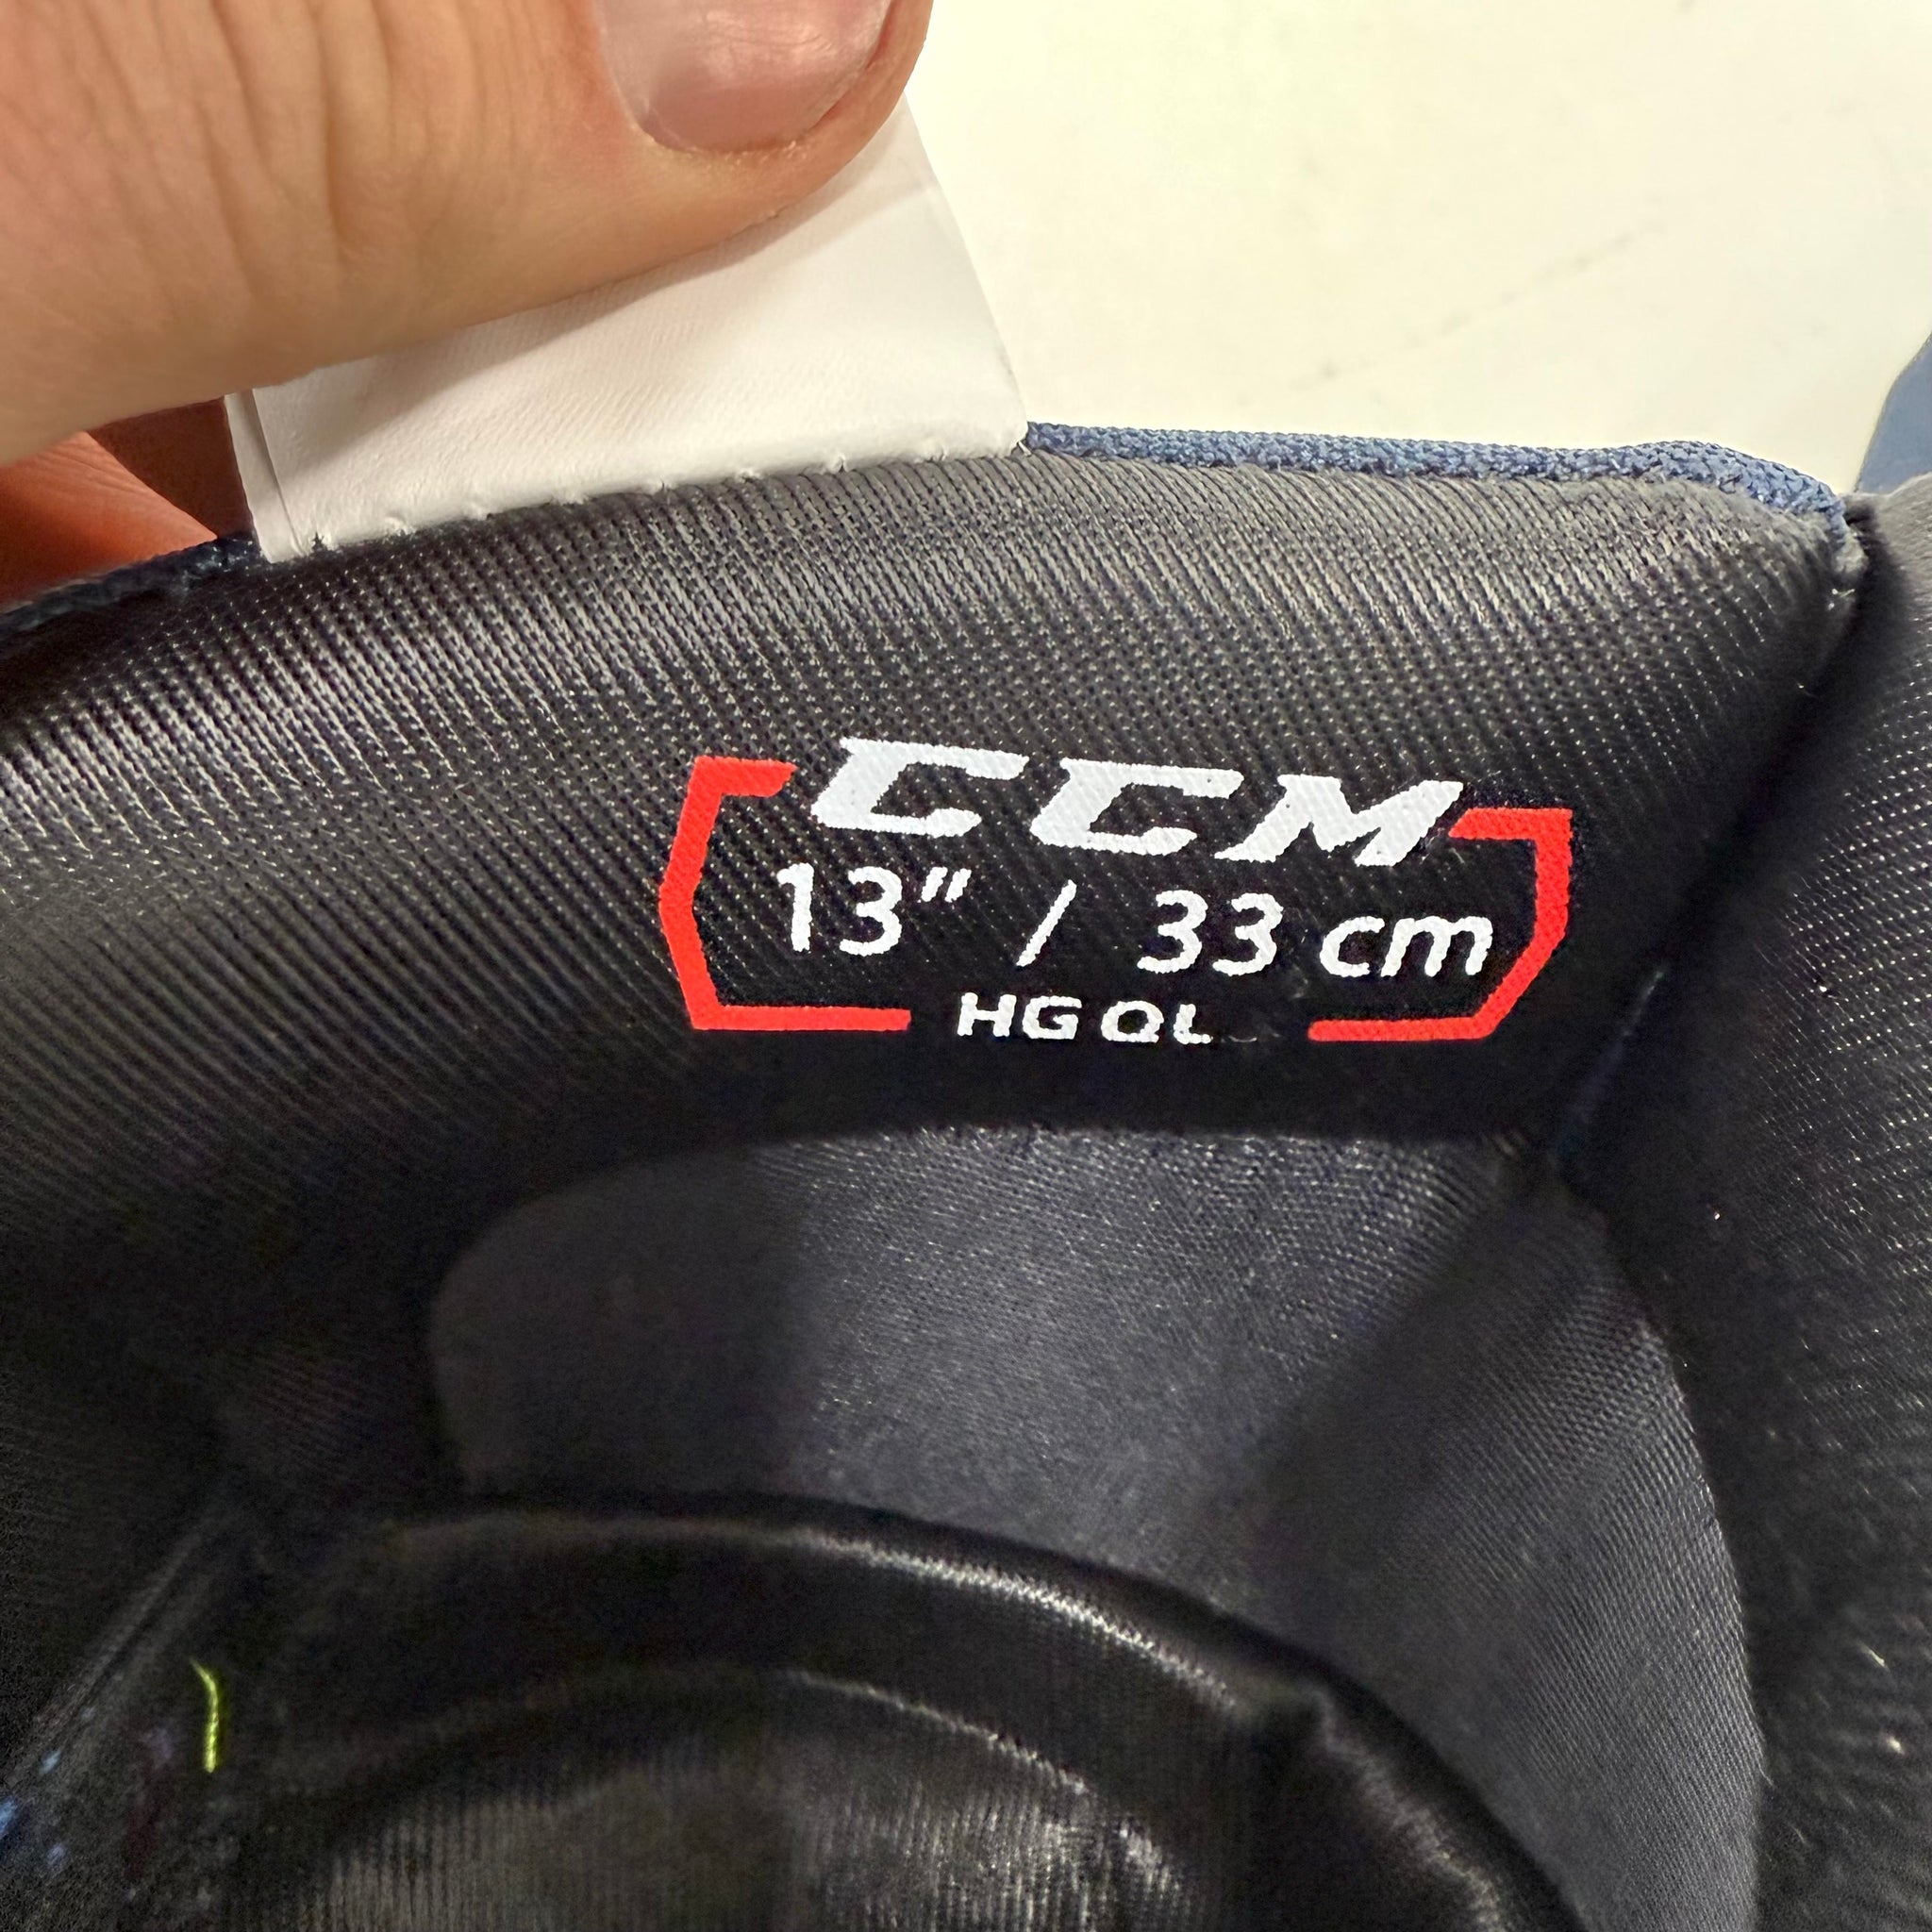 CCM
13" / 33 cm
HG QL